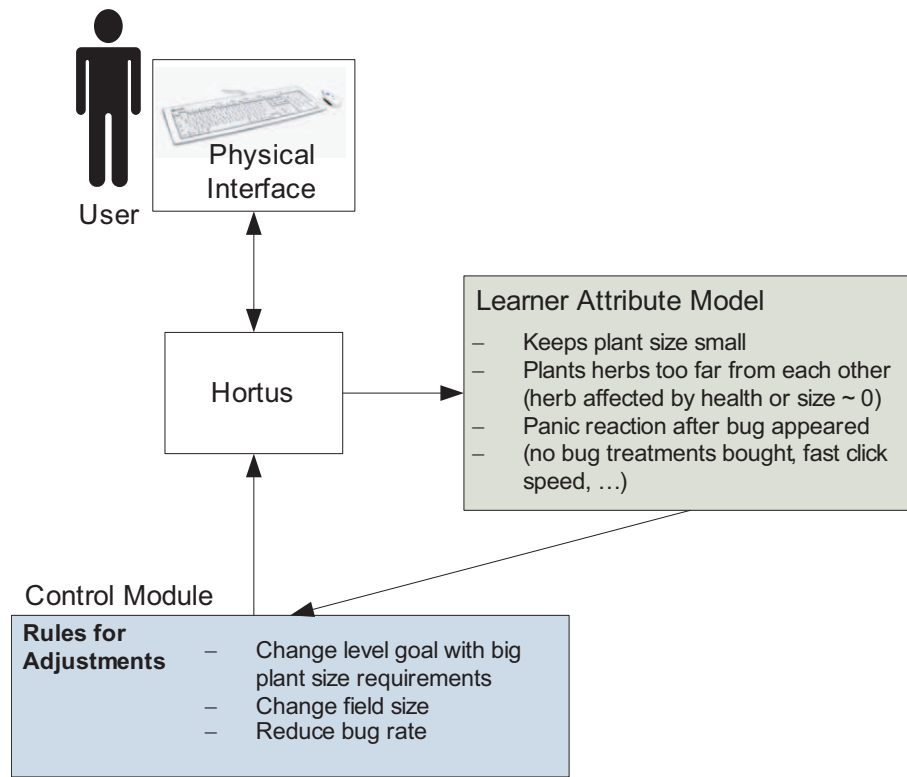 Physical
Interface
User
Learner Attribute Model
– Keeps plant size small
– Plants herbs too far from each other
(herb affected by health or size ~ 0)
– Panic reaction after bug appeared
– (no bug treatments bought, fast click
speed, …)
Hortus
Control Module
Rules for
Adjustments
– Change level goal with big
plant size requirements
– Change field size
– Reduce bug rate